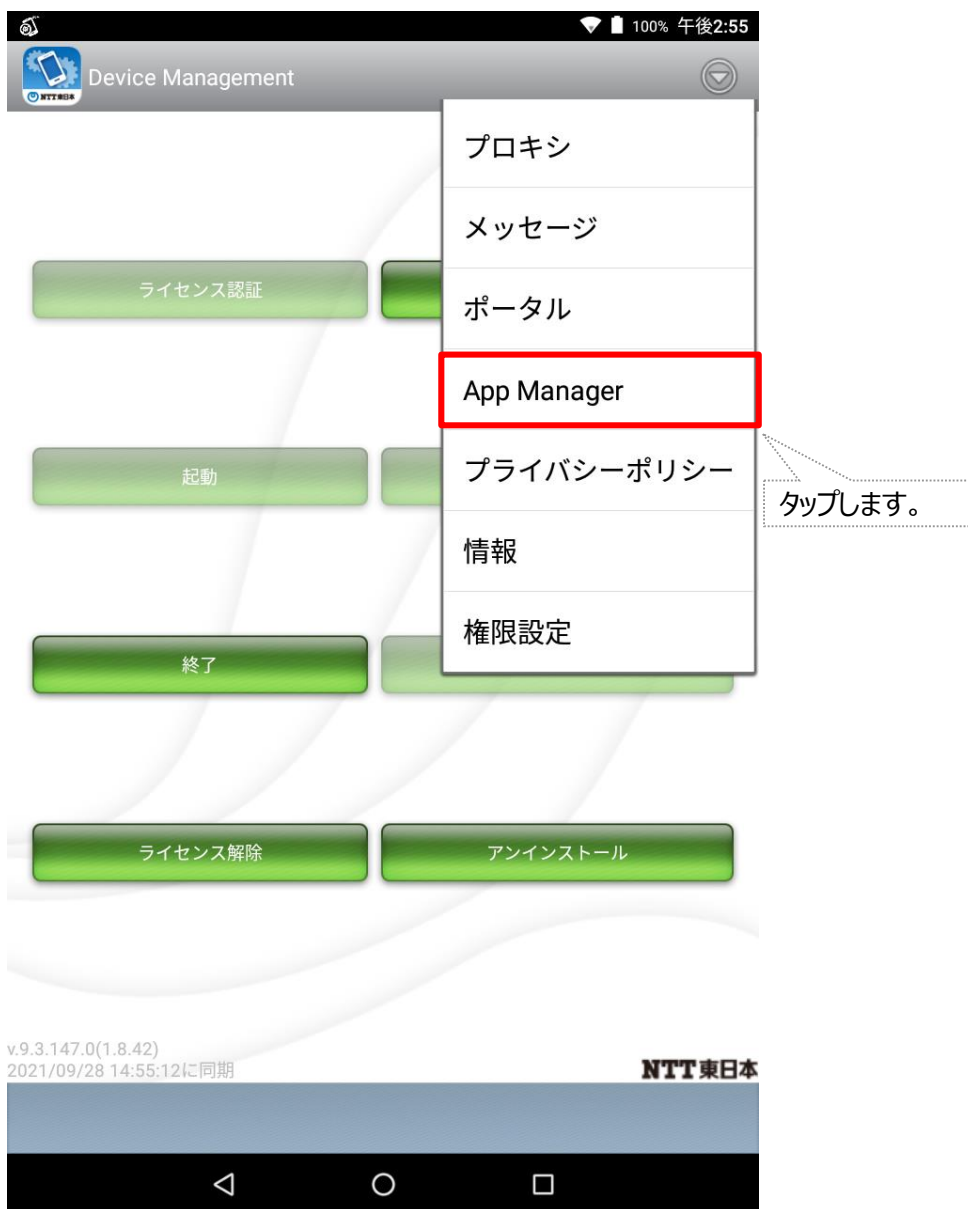 100% 午後2:55
NTT東日本
Device Management
プロキシ
メッセージ
ポータル
App Manager
プライバシーポリシー
情報
権限設定
タップします。
ライセンス認証
起動
終了
ライセンス解除
アンインストール
v.9.3.147.0(1.8.42)
2021/09/28 14:55:12に同期
NTT東日本